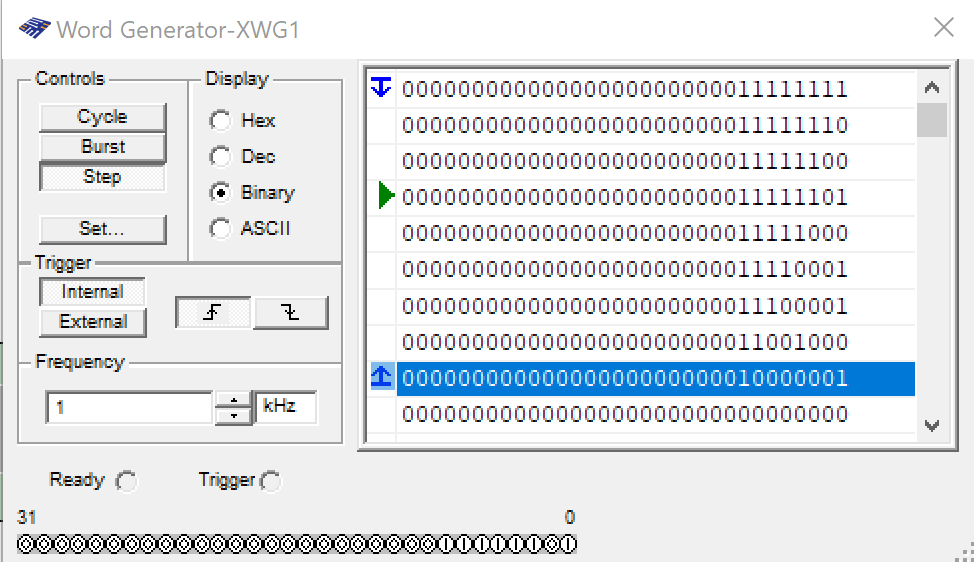 Word Generator-XWG1
Controls
Cycle
Burst
Step
Set...
Display
Hex
Dec
Binary
ASCII
Trigger
Internal
External
Frequency
1
kHz
00000000000000000000000011111111
00000000000000000000000011111110
00000000000000000000000011111100
00000000000000000000000011111101
00000000000000000000000011111000
00000000000000000000000011110001
00000000000000000000000011100001
00000000000000000000000011001000
00000000000000000000000010000001
00000000000000000000000000000000
Ready
Trigger
31
0
00000000000000000000000011111101